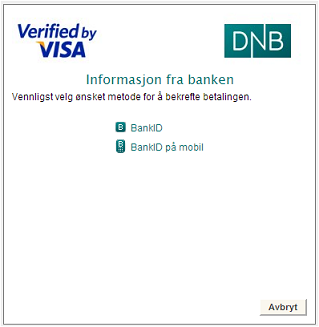 Verified by
VISA
DNB
Informasjon fra banken
Vennligst velg ønsket metode for å bekrefte betalingen.
BankID
BankID på mobil
Avbryt